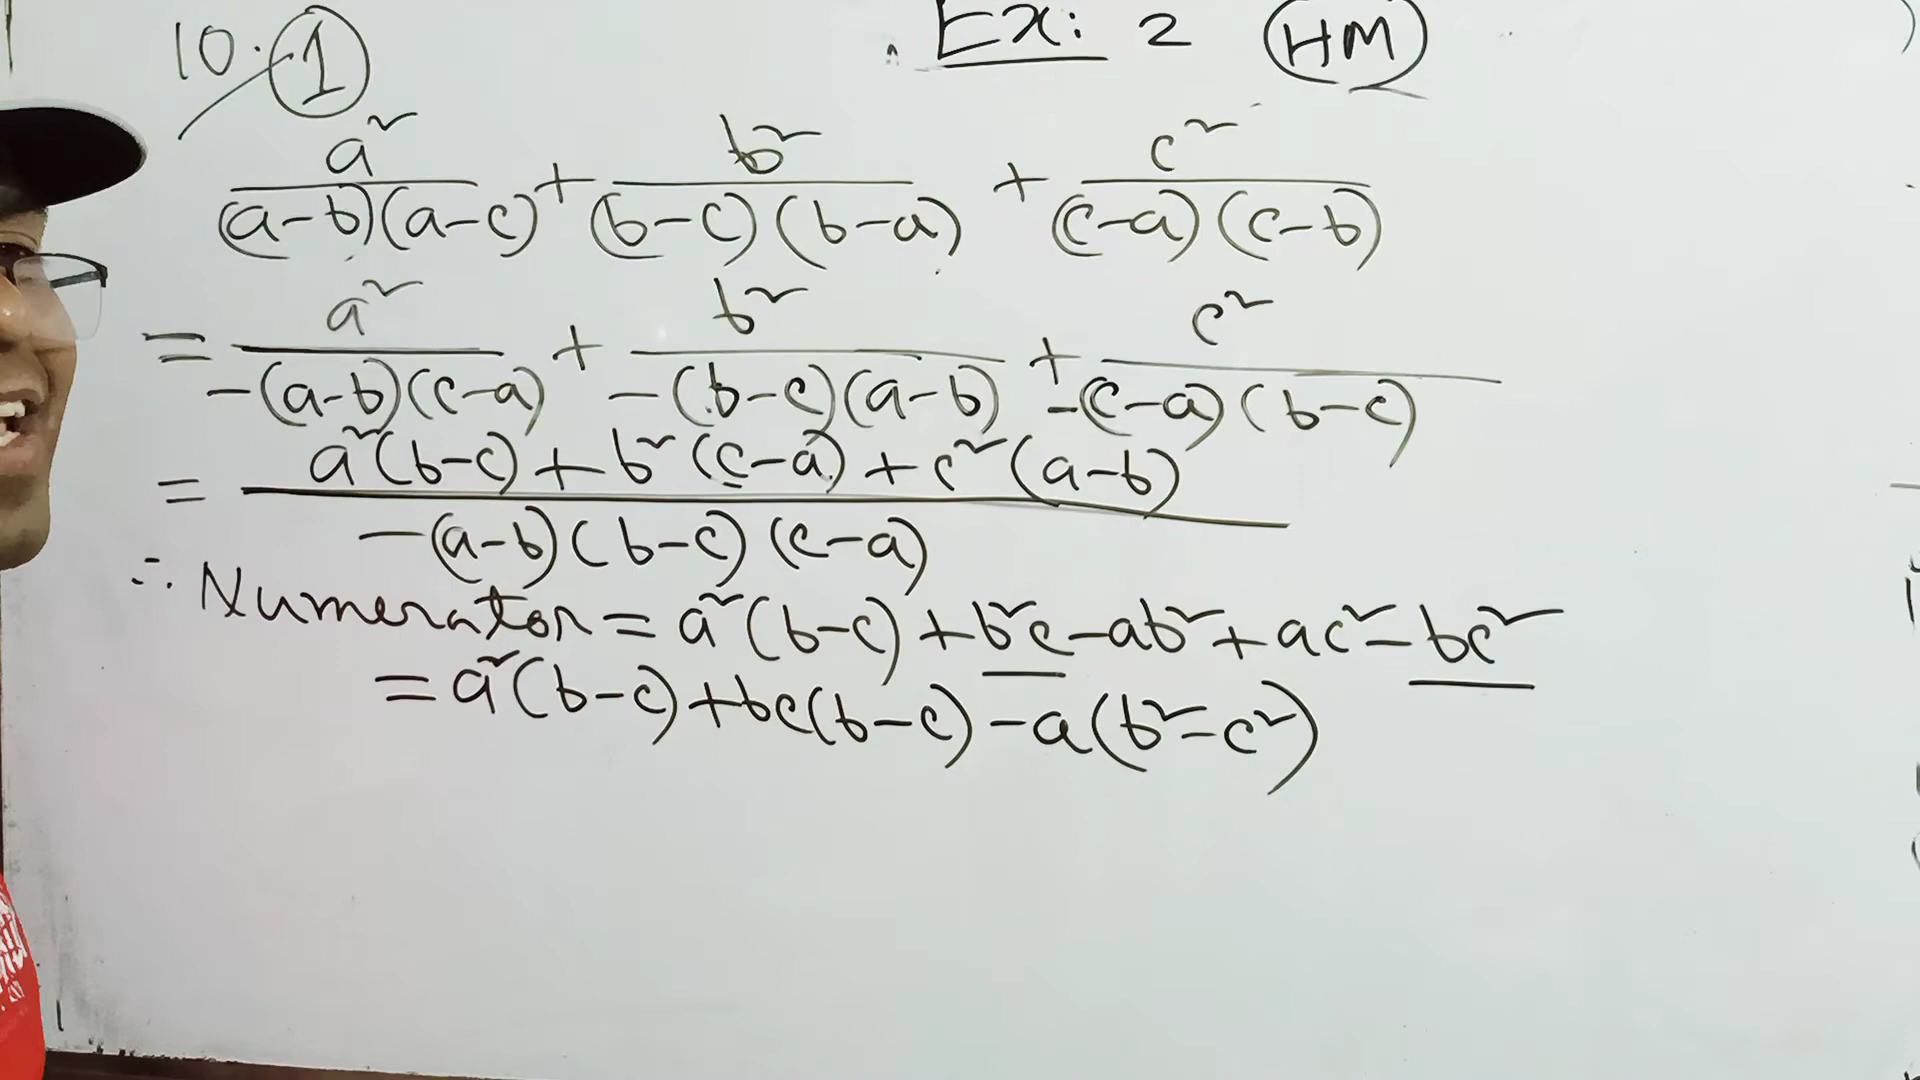 Ex: 2 HM
10. 1
a²/(a-b)(a-c) + b²/(b-c)(b-a) + c²/(c-a)(c-b)
= a²/-(a-b)(c-a) + b²/-(b-c)(a-b) + c²/-(c-a)(b-c)
= a²(b-c)+b²(c-a)+c²(a-b)/-(a-b)(b-c)(c-a)
∴ Numerator = a²(b-c)+b²c-ab²+ac²-bc²
= a²(b-c)+bc(b-c)-a(b²-c²)